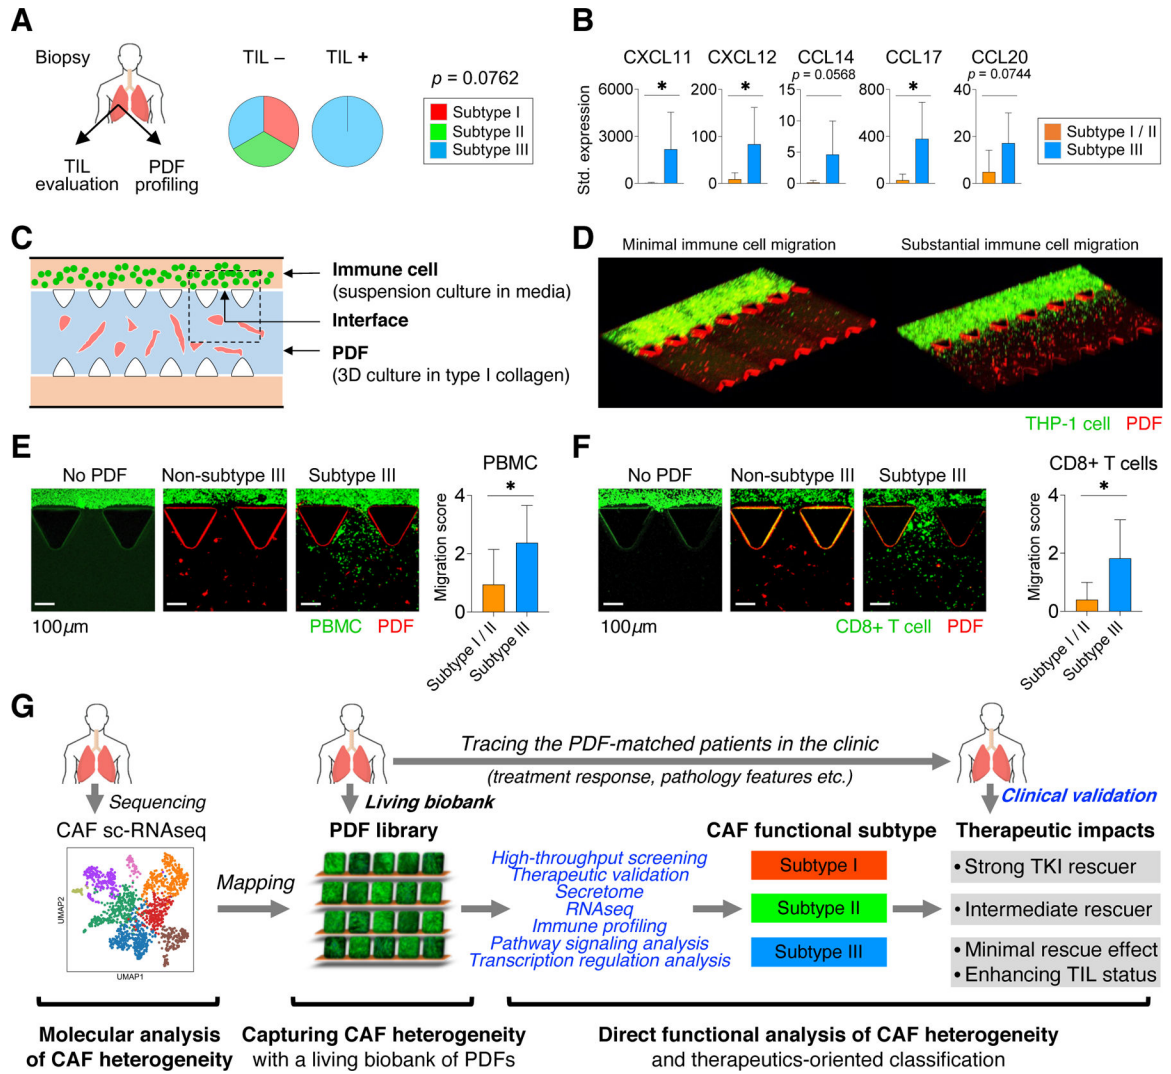 A
Biopsy
TIL
evaluation
PDF
profiling
TIL –
TIL +
p = 0.0762
Subtype I
Subtype II
Subtype III
B
Std. expression
CXCL11
*
6000
3000
0
CXCL12
*
200
100
0
CCL14
p = 0.0568
15
10
5
0
CCL17
*
800
400
0
CCL20
p = 0.0744
40
20
0
Subtype I / II
Subtype III
C
Immune cell
(suspension culture in media)
Interface
PDF
(3D culture in type I collagen)
D
Minimal immune cell migration
Substantial immune cell migration
THP-1 cell PDF
E
No PDF
Non-subtype III
Subtype III
100µm
PBMC PDF
PBMC
*
Migration score
4
2
0
Subtype I / II
Subtype III
F
No PDF
Non-subtype III
Subtype III
100µm
CD8+ T cell PDF
CD8+ T cells
*
Migration score
4
2
0
Subtype I / II
Subtype III
G
Tracing the PDF-matched patients in the clinic
(treatment response, pathology features etc.)
Sequencing
Living biobank
Clinical validation
CAF sc-RNAseq
UMAP2
UMAP1
Mapping
PDF library
High-throughput screening
Therapeutic validation
Secretome
RNAseq
Immune profiling
Pathway signaling analysis
Transcription regulation analysis
CAF functional subtype
Subtype I
Subtype II
Subtype III
Therapeutic impacts
• Strong TKI rescuer
• Intermediate rescuer
• Minimal rescue effect
• Enhancing TIL status
Molecular analysis
of CAF heterogeneity
Capturing CAF heterogeneity
with a living biobank of PDFs
Direct functional analysis of CAF heterogeneity
and therapeutics-oriented classification